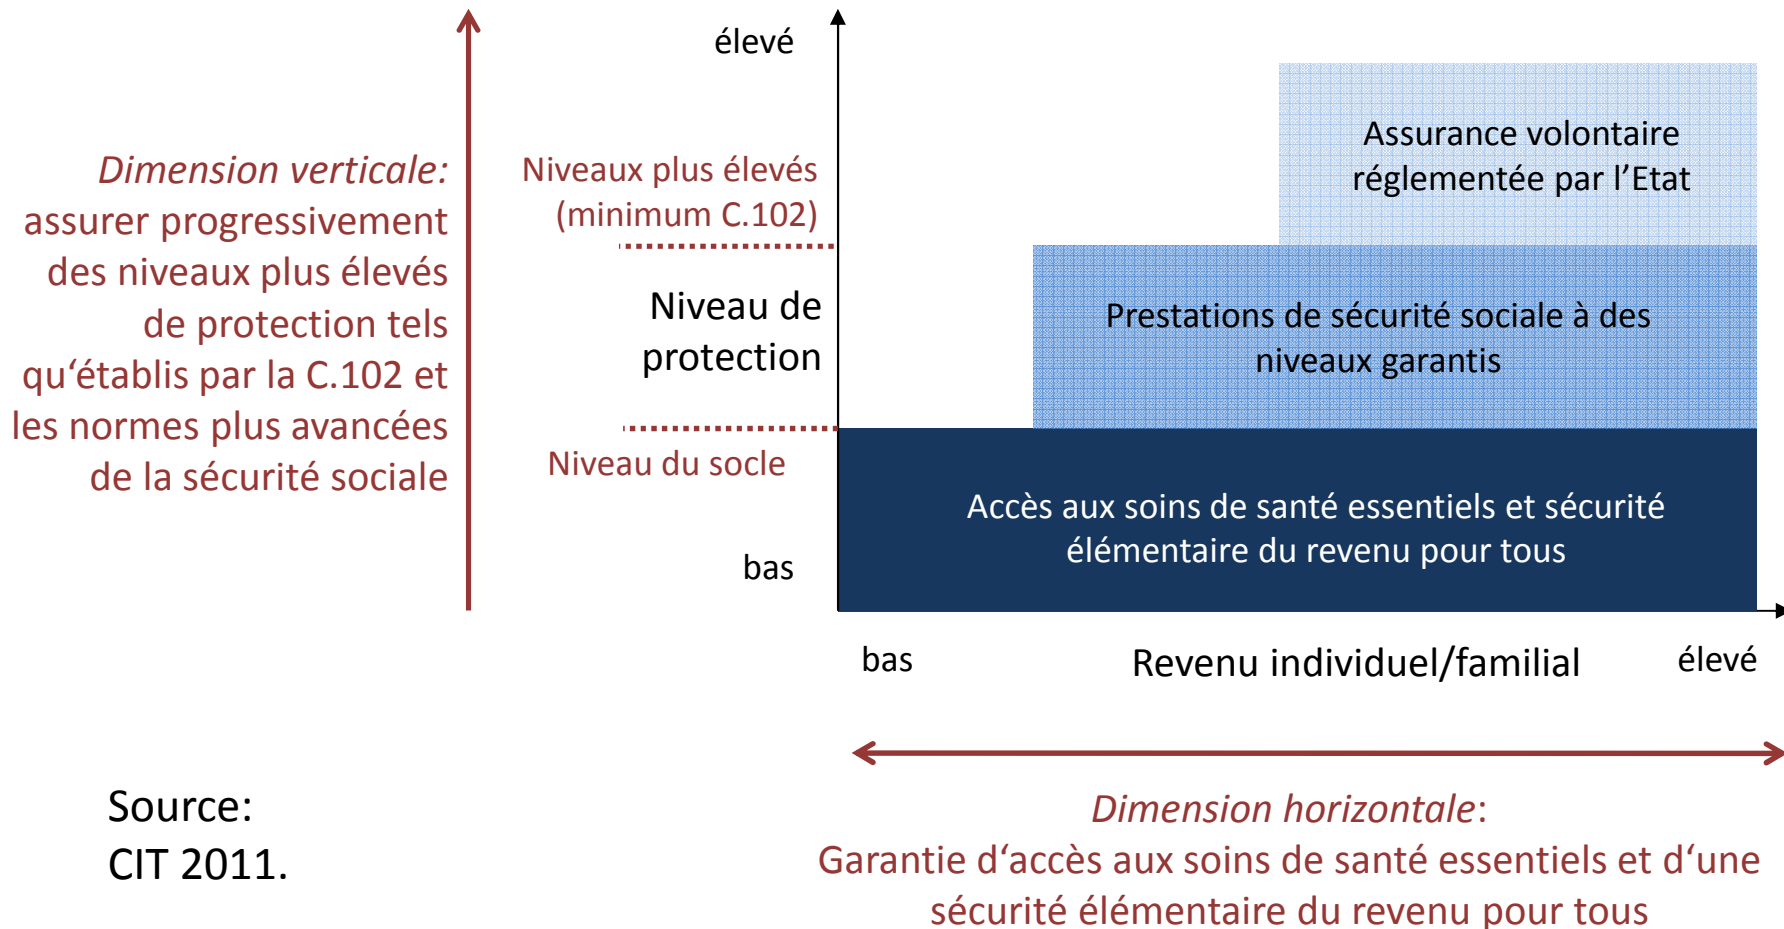 Dimension verticale:
assurer progressivement
des niveaux plus élevés
de protection tels
qu‘établis par la C.102 et
les normes plus avancées
de la sécurité sociale
élevé
Niveaux plus élevés
(minimum C.102)
Niveau de
protection
Niveau du socle
bas
Assurance volontaire
réglementée par l’Etat
Prestations de sécurité sociale à des
niveaux garantis
Accès aux soins de santé essentiels et sécurité
élémentaire du revenu pour tous
bas
Revenu individuel/familial
élevé
Dimension horizontale:
Garantie d‘accès aux soins de santé essentiels et d‘une
sécurité élémentaire du revenu pour tous
Source:
CIT 2011.